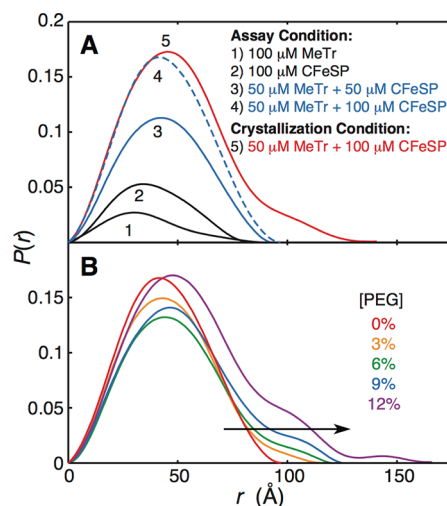 0.2
A
5
Assay Condition:
1) 100 μM MeTr
2) 100 μM CFeSP
3) 50 μM MeTr + 50 μM CFeSP
4) 50 μM MeTr + 100 μM CFeSP
Crystallization Condition:
5) 50 μM MeTr + 100 μM CFeSP
0.15
4
3
0.1
0.05
2
1
P(r)
0
B
[PEG]
0%
3%
6%
9%
12%
0.15
0.1
0.05
0
0 50 100 150
r (Å)